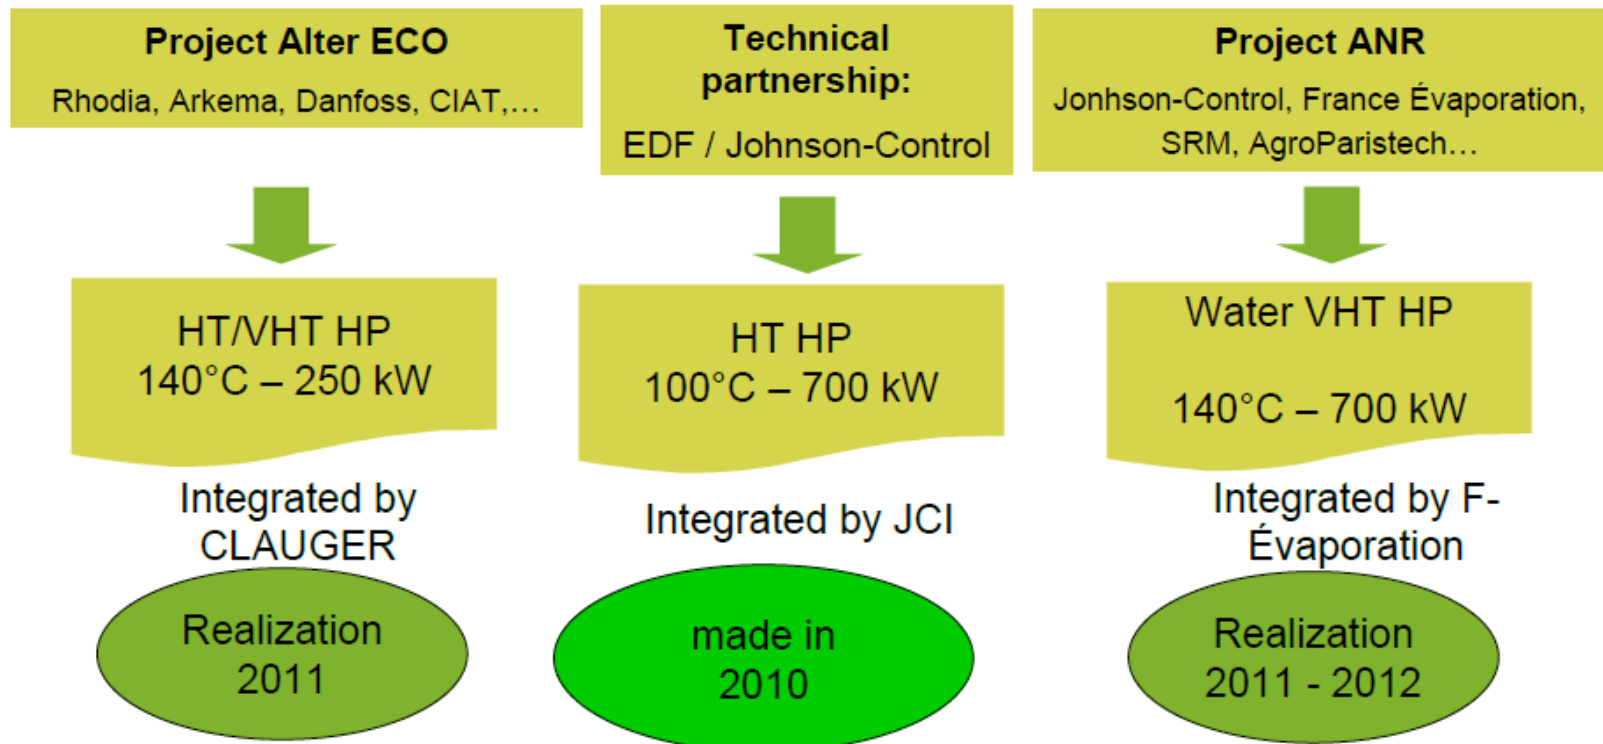 Project Alter ECO
Rhodia, Arkema, Danfoss, CIAT,...
HT/VHT HP
140°C – 250 kW
Integrated by
CLAUGER
Realization
2011
Technical
partnership:
EDF / Johnson-Control
HT HP
100°C – 700 kW
Integrated by JCI
made in
2010
Project ANR
Jonhson-Control, France Évaporation,
SRM, AgroParistech...
Water VHT HP
140°C – 700 kW
Integrated by F-
Évaporation
Realization
2011 - 2012